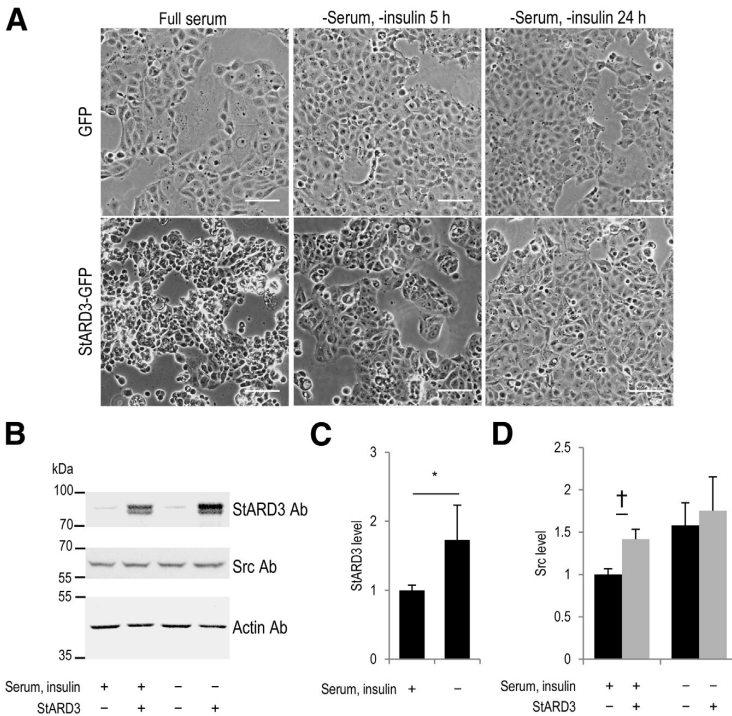 A
Full serum
-Serum, -insulin 5 h
-Serum, -insulin 24 h
GFP
StARD3-GFP
B
kDa
100
70
StARD3 Ab
70
55
Src Ab
55
35
Actin Ab
Serum, insulin + + – –
StARD3 – + – +
C
StARD3 level
3
2
1
0
*
Serum, insulin + –
D
Src level
2.5
2
1.5
1
0.5
0
†
Serum, insulin + + – –
StARD3 – + – +